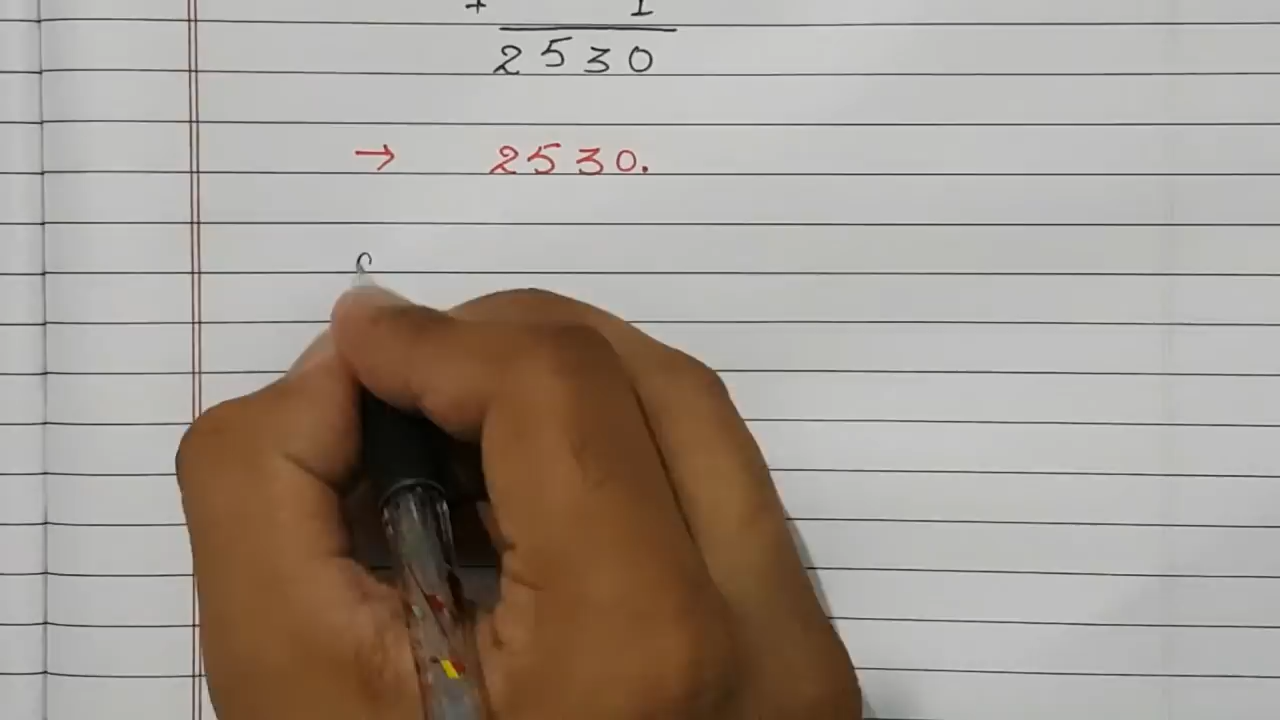 + 1
2530
→ 2530.